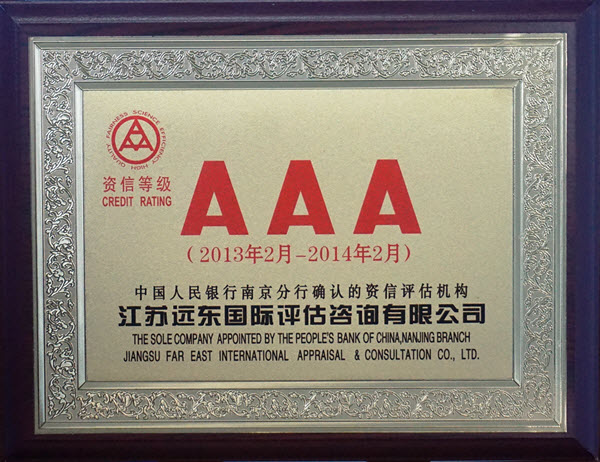 QUALITY FAIRNESS SCIENCE EFFICIENCY HIGH
资信等级
CREDIT RATING
AAA
(2013年2月-2014年2月)
中国人民银行南京分行确认的资信评估机构
江苏远东国际评估咨询有限公司
THE SOLE COMPANY APPOINTED BY THE PEOPLE'S BANK OF CHINA,NANJING BRANCH
JIANGSU FAR EAST INTERNATIONAL APPRAISAL & CONSULTATION CO., LTD.